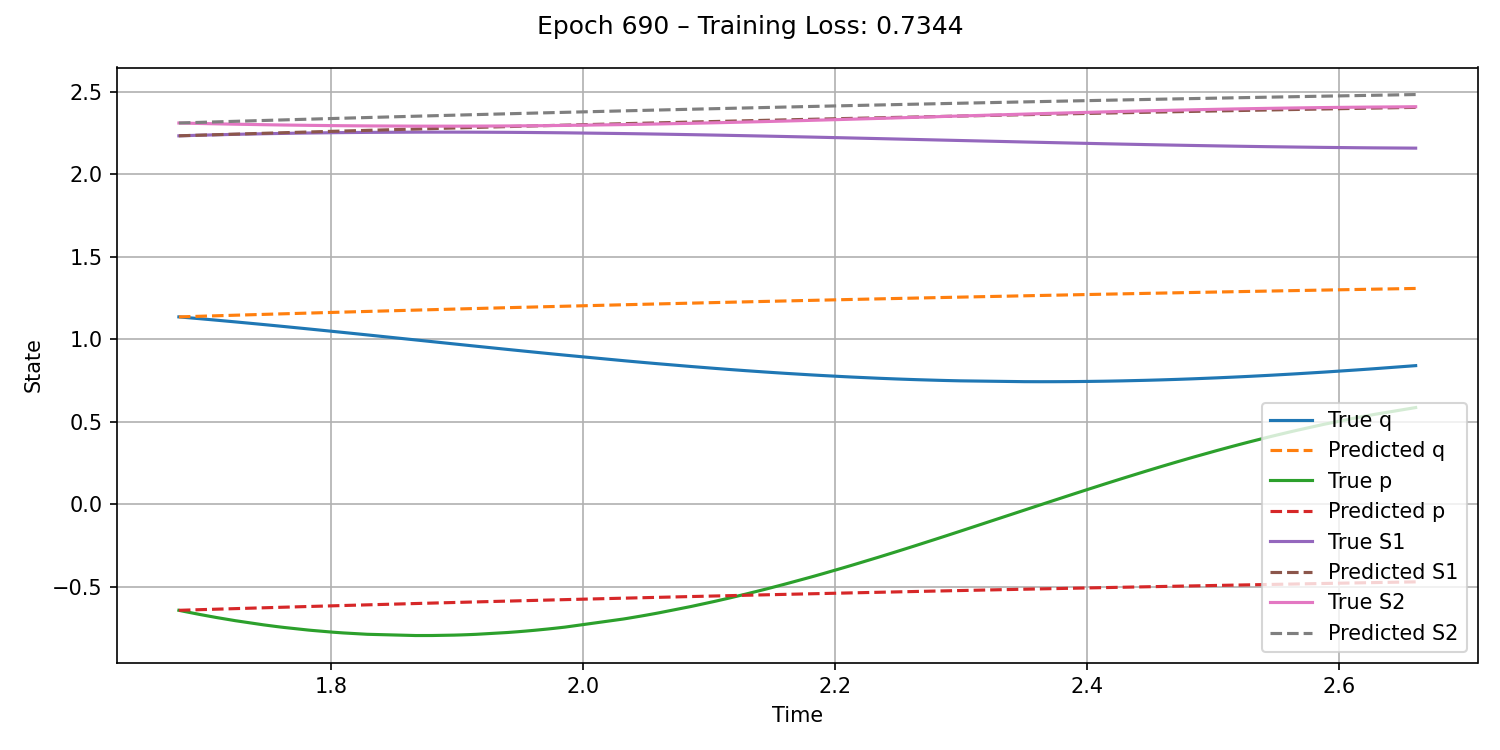 Epoch 690 – Training Loss: 0.7344
State
2.5
2.0
1.5
1.0
0.5
0.0
−0.5
1.8 2.0 2.2 2.4 2.6
Time
True q
Predicted q
True p
Predicted p
True S1
Predicted S1
True S2
Predicted S2